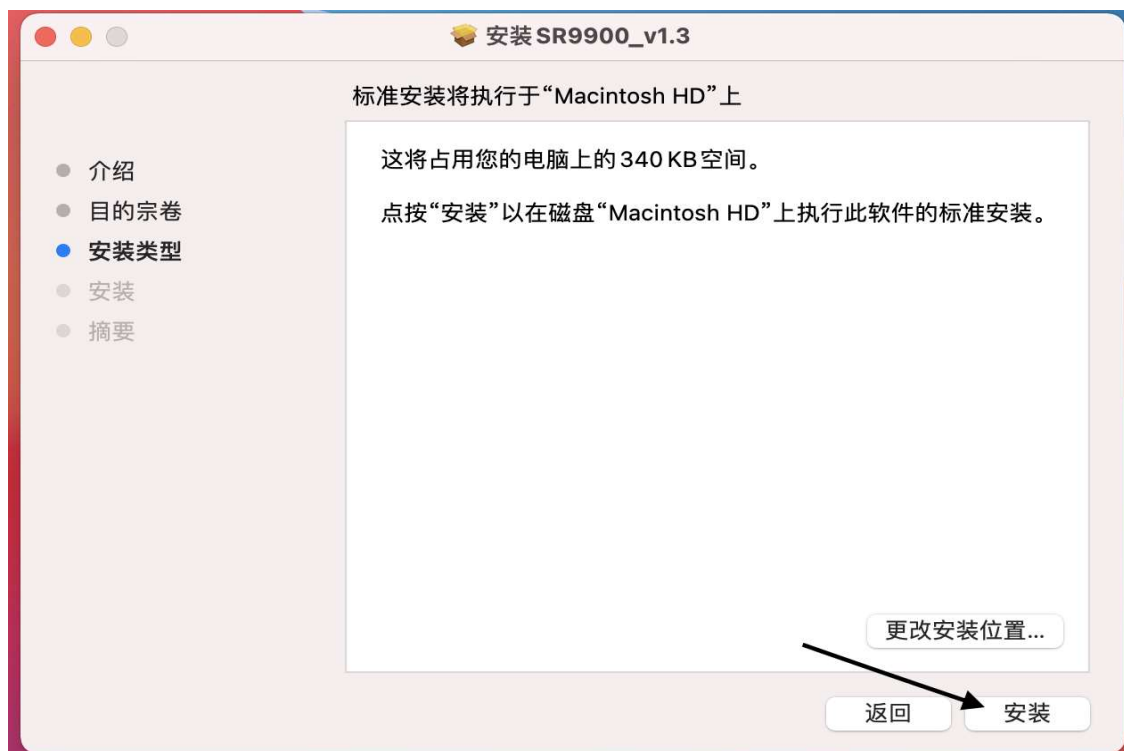 安装SR9900_v1.3
标准安装将执行于“Macintosh HD”上
介绍
目的宗卷
安装类型
安装
摘要
这将占用您的电脑上的340 KB空间。
点按“安装”以在磁盘“Macintosh HD”上执行此软件的标准安装。
更改安装位置...
返回
安装